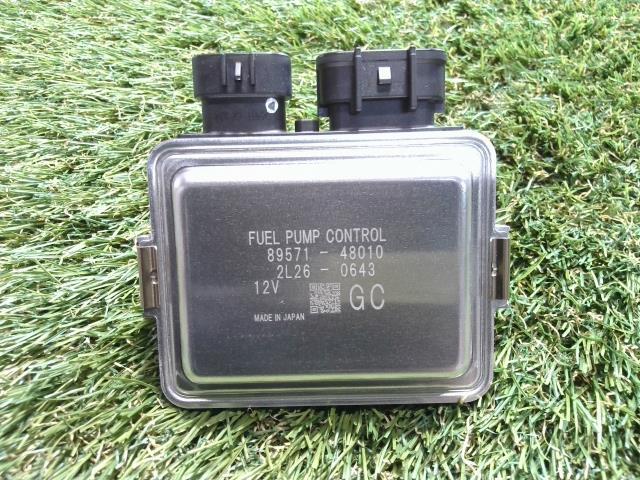 FUEL PUMP CONTROL
89571 - 48010
2L26 - 0643
12V
GC
MADE IN JAPAN